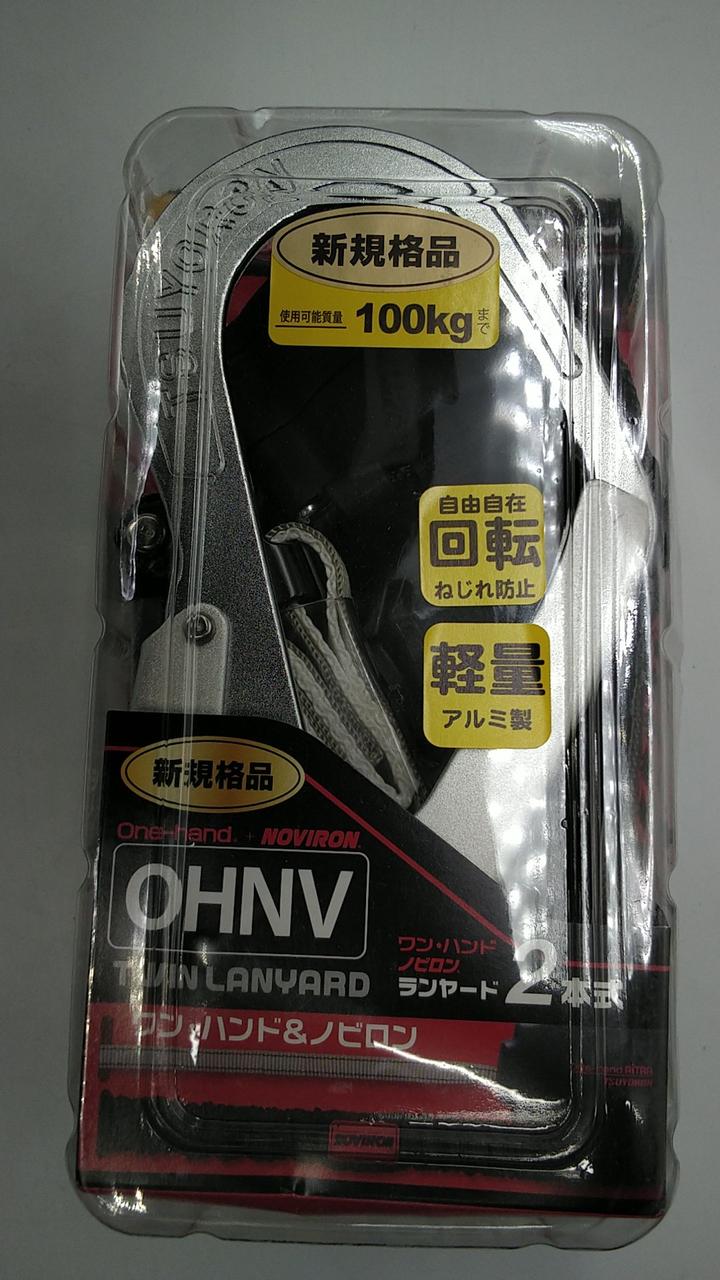 TSUYORON
新規格品
使用可能質量 100kgまで
自由自在
回転
ねじれ防止
軽量
アルミ製
新規格品
One-hand + NOVIRON
OHNV
TWIN LANYARD
ワン・ハンド
ノビロン
ランヤード 2本式
ワン・ハンド&ノビロン